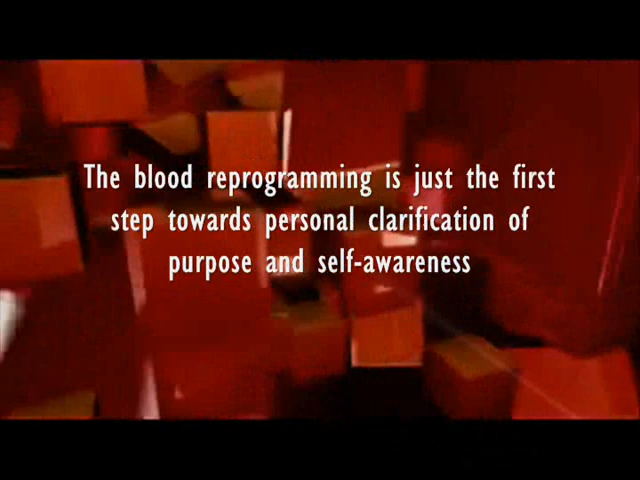 The blood reprogramming is just the first
step towards personal clarification of
purpose and self-awareness